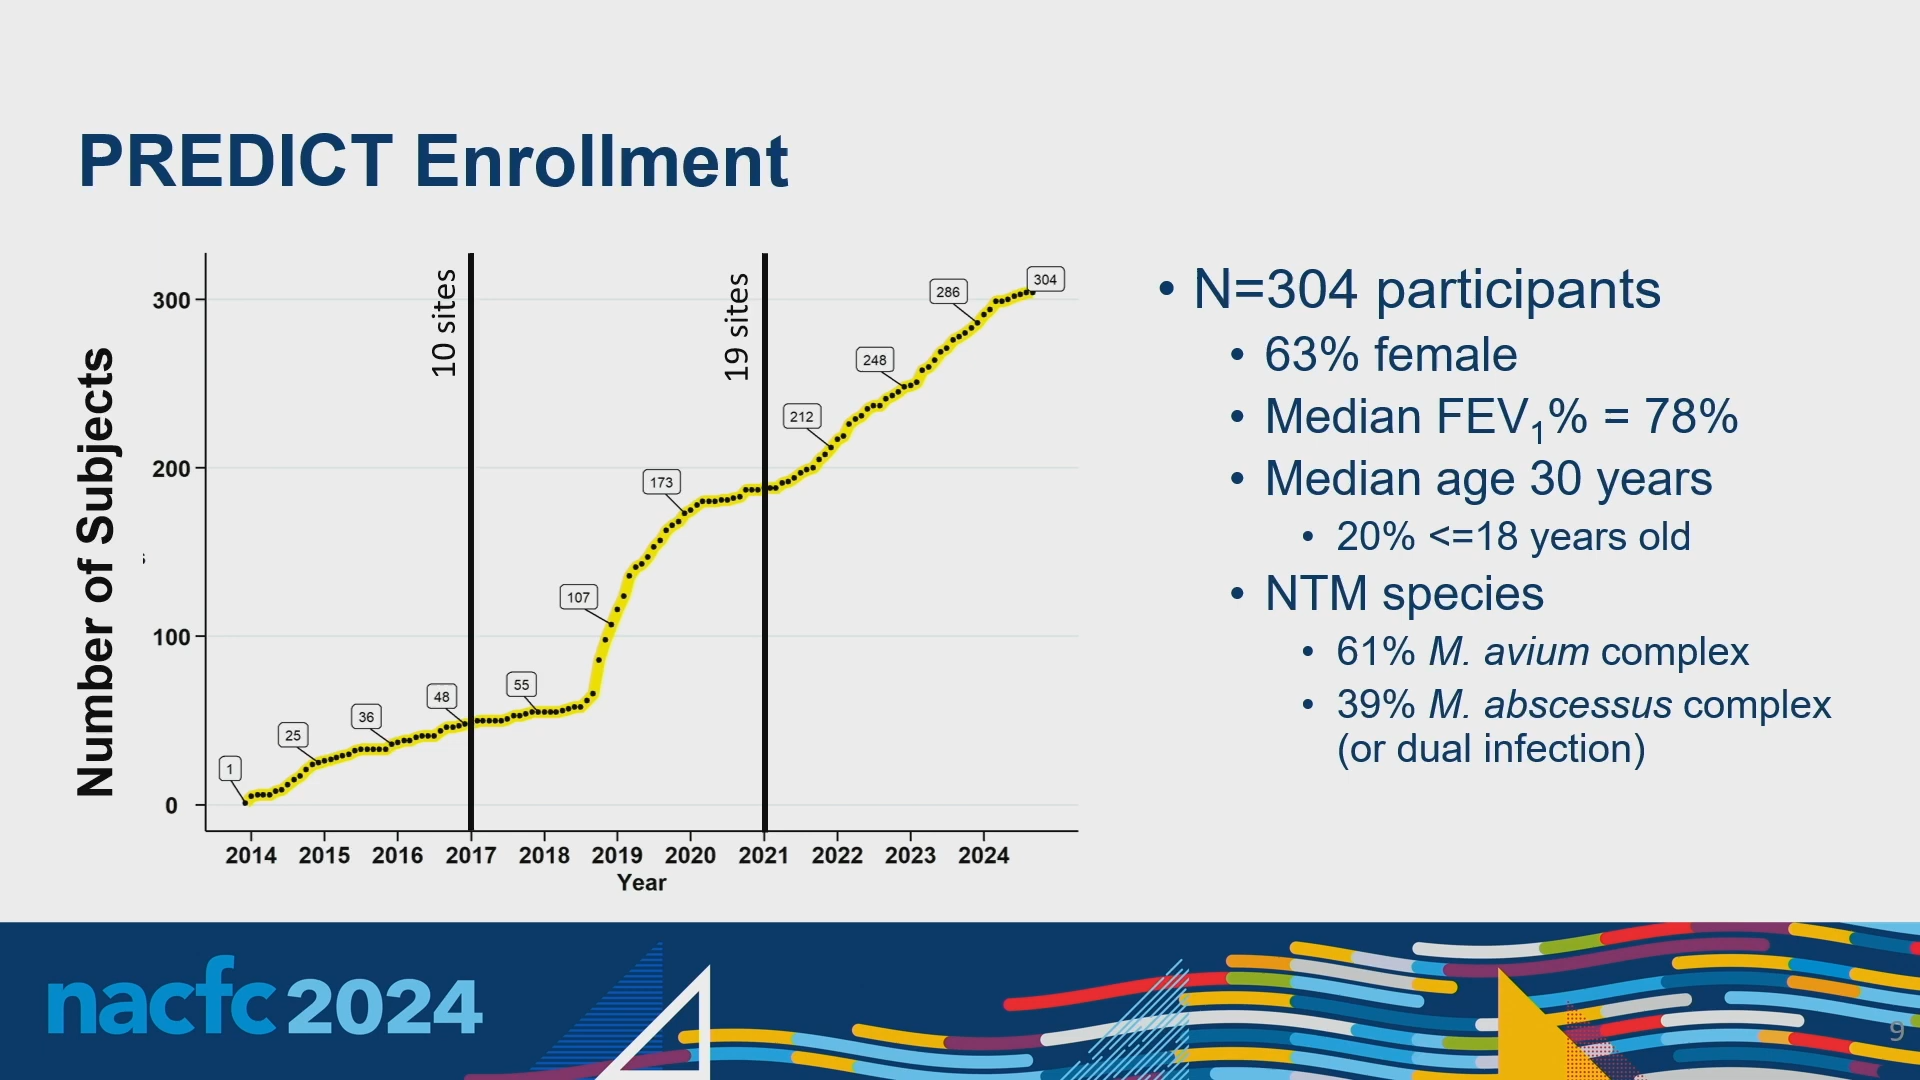 PREDICT Enrollment
Number of Subjects
300
200
100
0
10 sites
19 sites
1
25
36
48
55
107
173
212
248
286
304
2014 2015 2016 2017 2018 2019 2020 2021 2022 2023 2024
Year
• N=304 participants
• 63% female
• Median FEV₁% = 78%
• Median age 30 years
• 20% <=18 years old
• NTM species
• 61% M. avium complex
• 39% M. abscessus complex
(or dual infection)
nacfc 2024
9